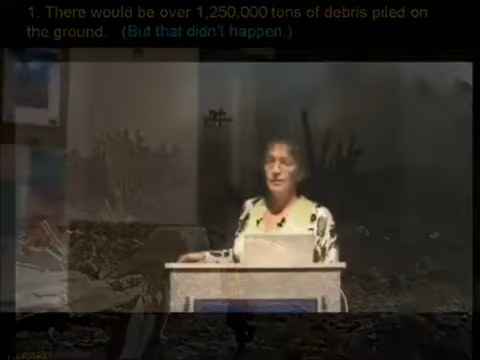 1. There would be over 1,250,000 tons of debris piled on
the ground. (But that didn't happen.)